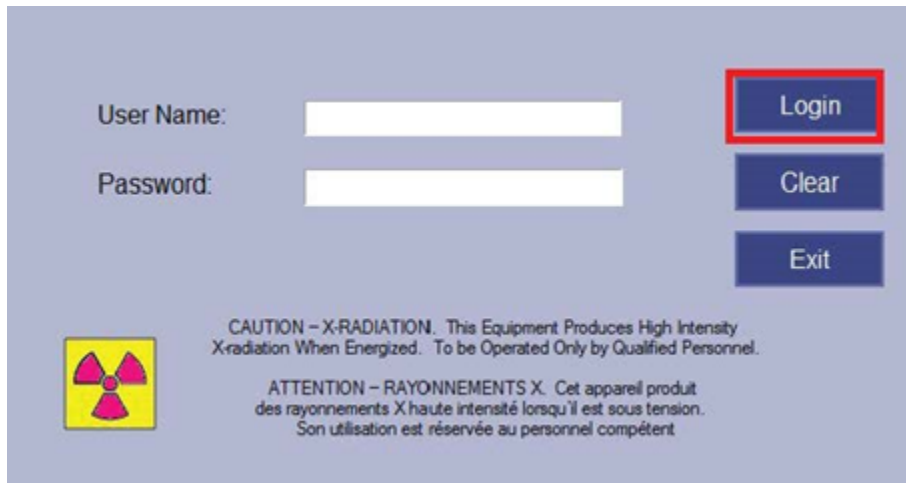 User Name:
Login
Password:
Clear
Exit
CAUTION – X-RADIATION. This Equipment Produces High Intensity
X-radiation When Energized. To be Operated Only by Qualified Personnel.
ATTENTION – RAYONNEMENTS X. Cet appareil produit
des rayonnements X haute intensité lorsqu'il est sous tension.
Son utilisation est réservée au personnel compétent